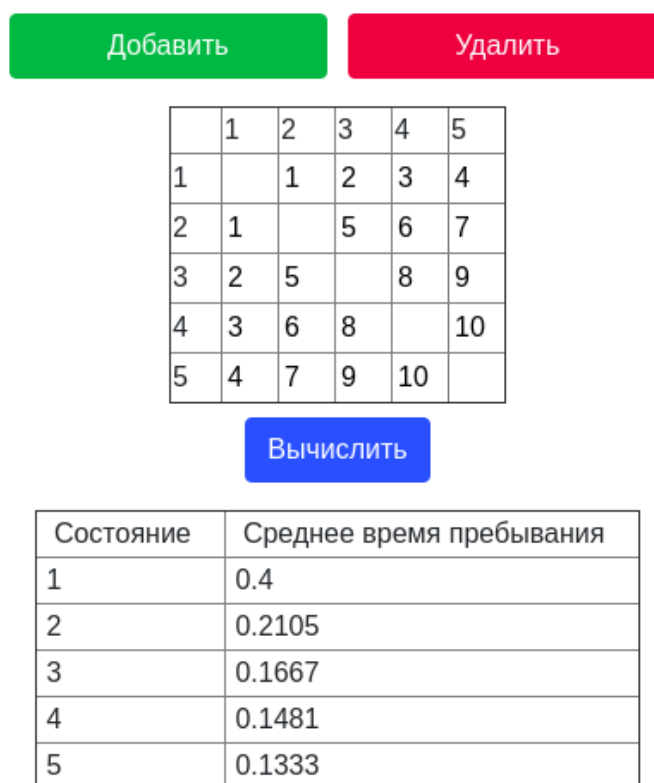 Добавить Удалить
1 2 3 4 5
1 1 2 3 4
2 1 5 6 7
3 2 5 8 9
4 3 6 8 10
5 4 7 9 10
Вычислить
Состояние Среднее время пребывания
1 0.4
2 0.2105
3 0.1667
4 0.1481
5 0.1333